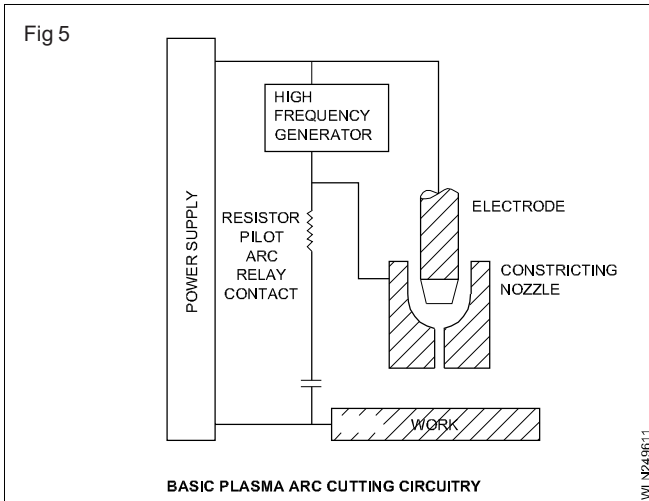 Fig 5
HIGH
FREQUENCY
GENERATOR
POWER SUPPLY
RESISTOR
PILOT
ARC
RELAY
CONTACT
ELECTRODE
CONSTRICTING
NOZZLE
WORK
BASIC PLASMA ARC CUTTING CIRCUITRY
WLN249611